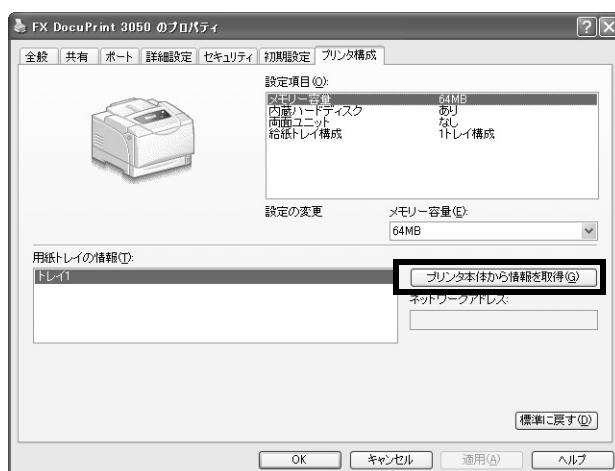 FX DocuPrint 3050 のプロパティ
全般 共有 ポート 詳細設定 セキュリティ 初期設定 プリンタ構成
設定項目(O):
メモリー容量 64MB
内蔵ハードディスク あり
両面ユニット なし
給紙トレイ構成 1トレイ構成
設定の変更 メモリー容量(E):
64MB
用紙トレイの情報(T):
トレイ1
プリンタ本体から情報を取得(G)
ネットワークアドレス:
標準に戻す(D)
OK キャンセル 適用(A) ヘルプ